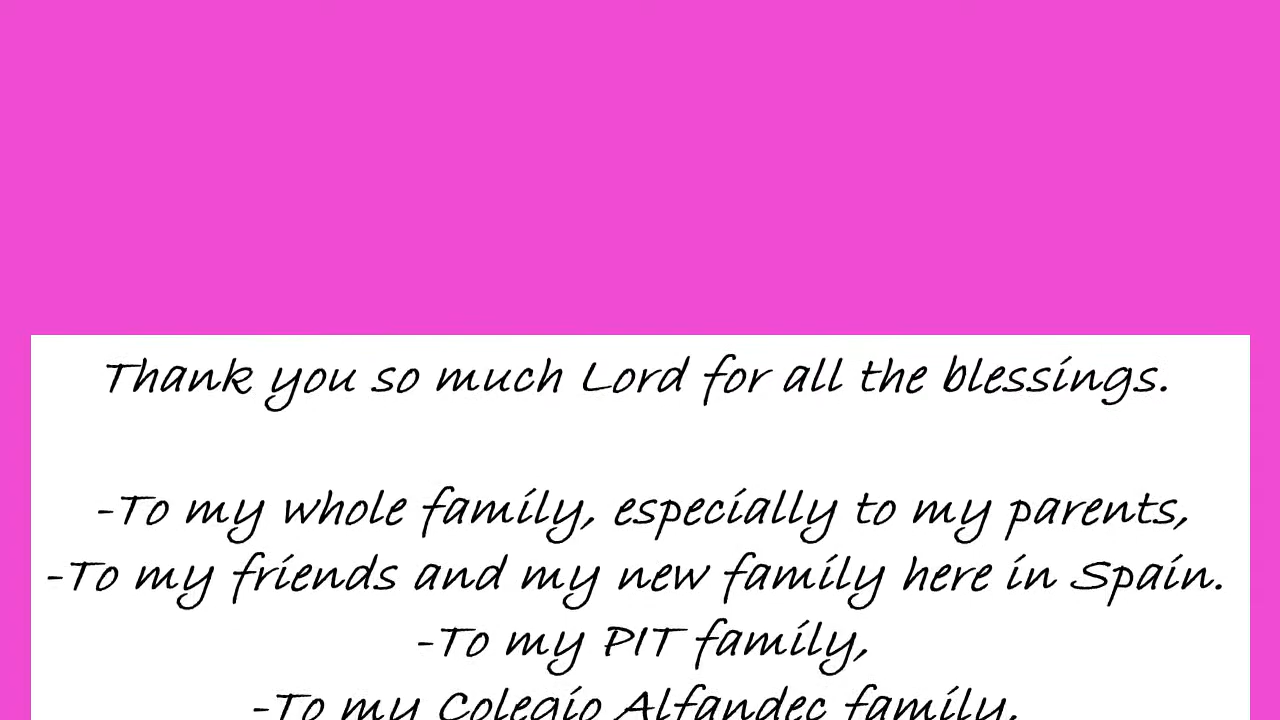 Thank you so much Lord for all the blessings.
-To my whole family, especially to my parents,
-To my friends and my new family here in Spain.
-To my PIT family,
-To my Colegio Alfandec family,